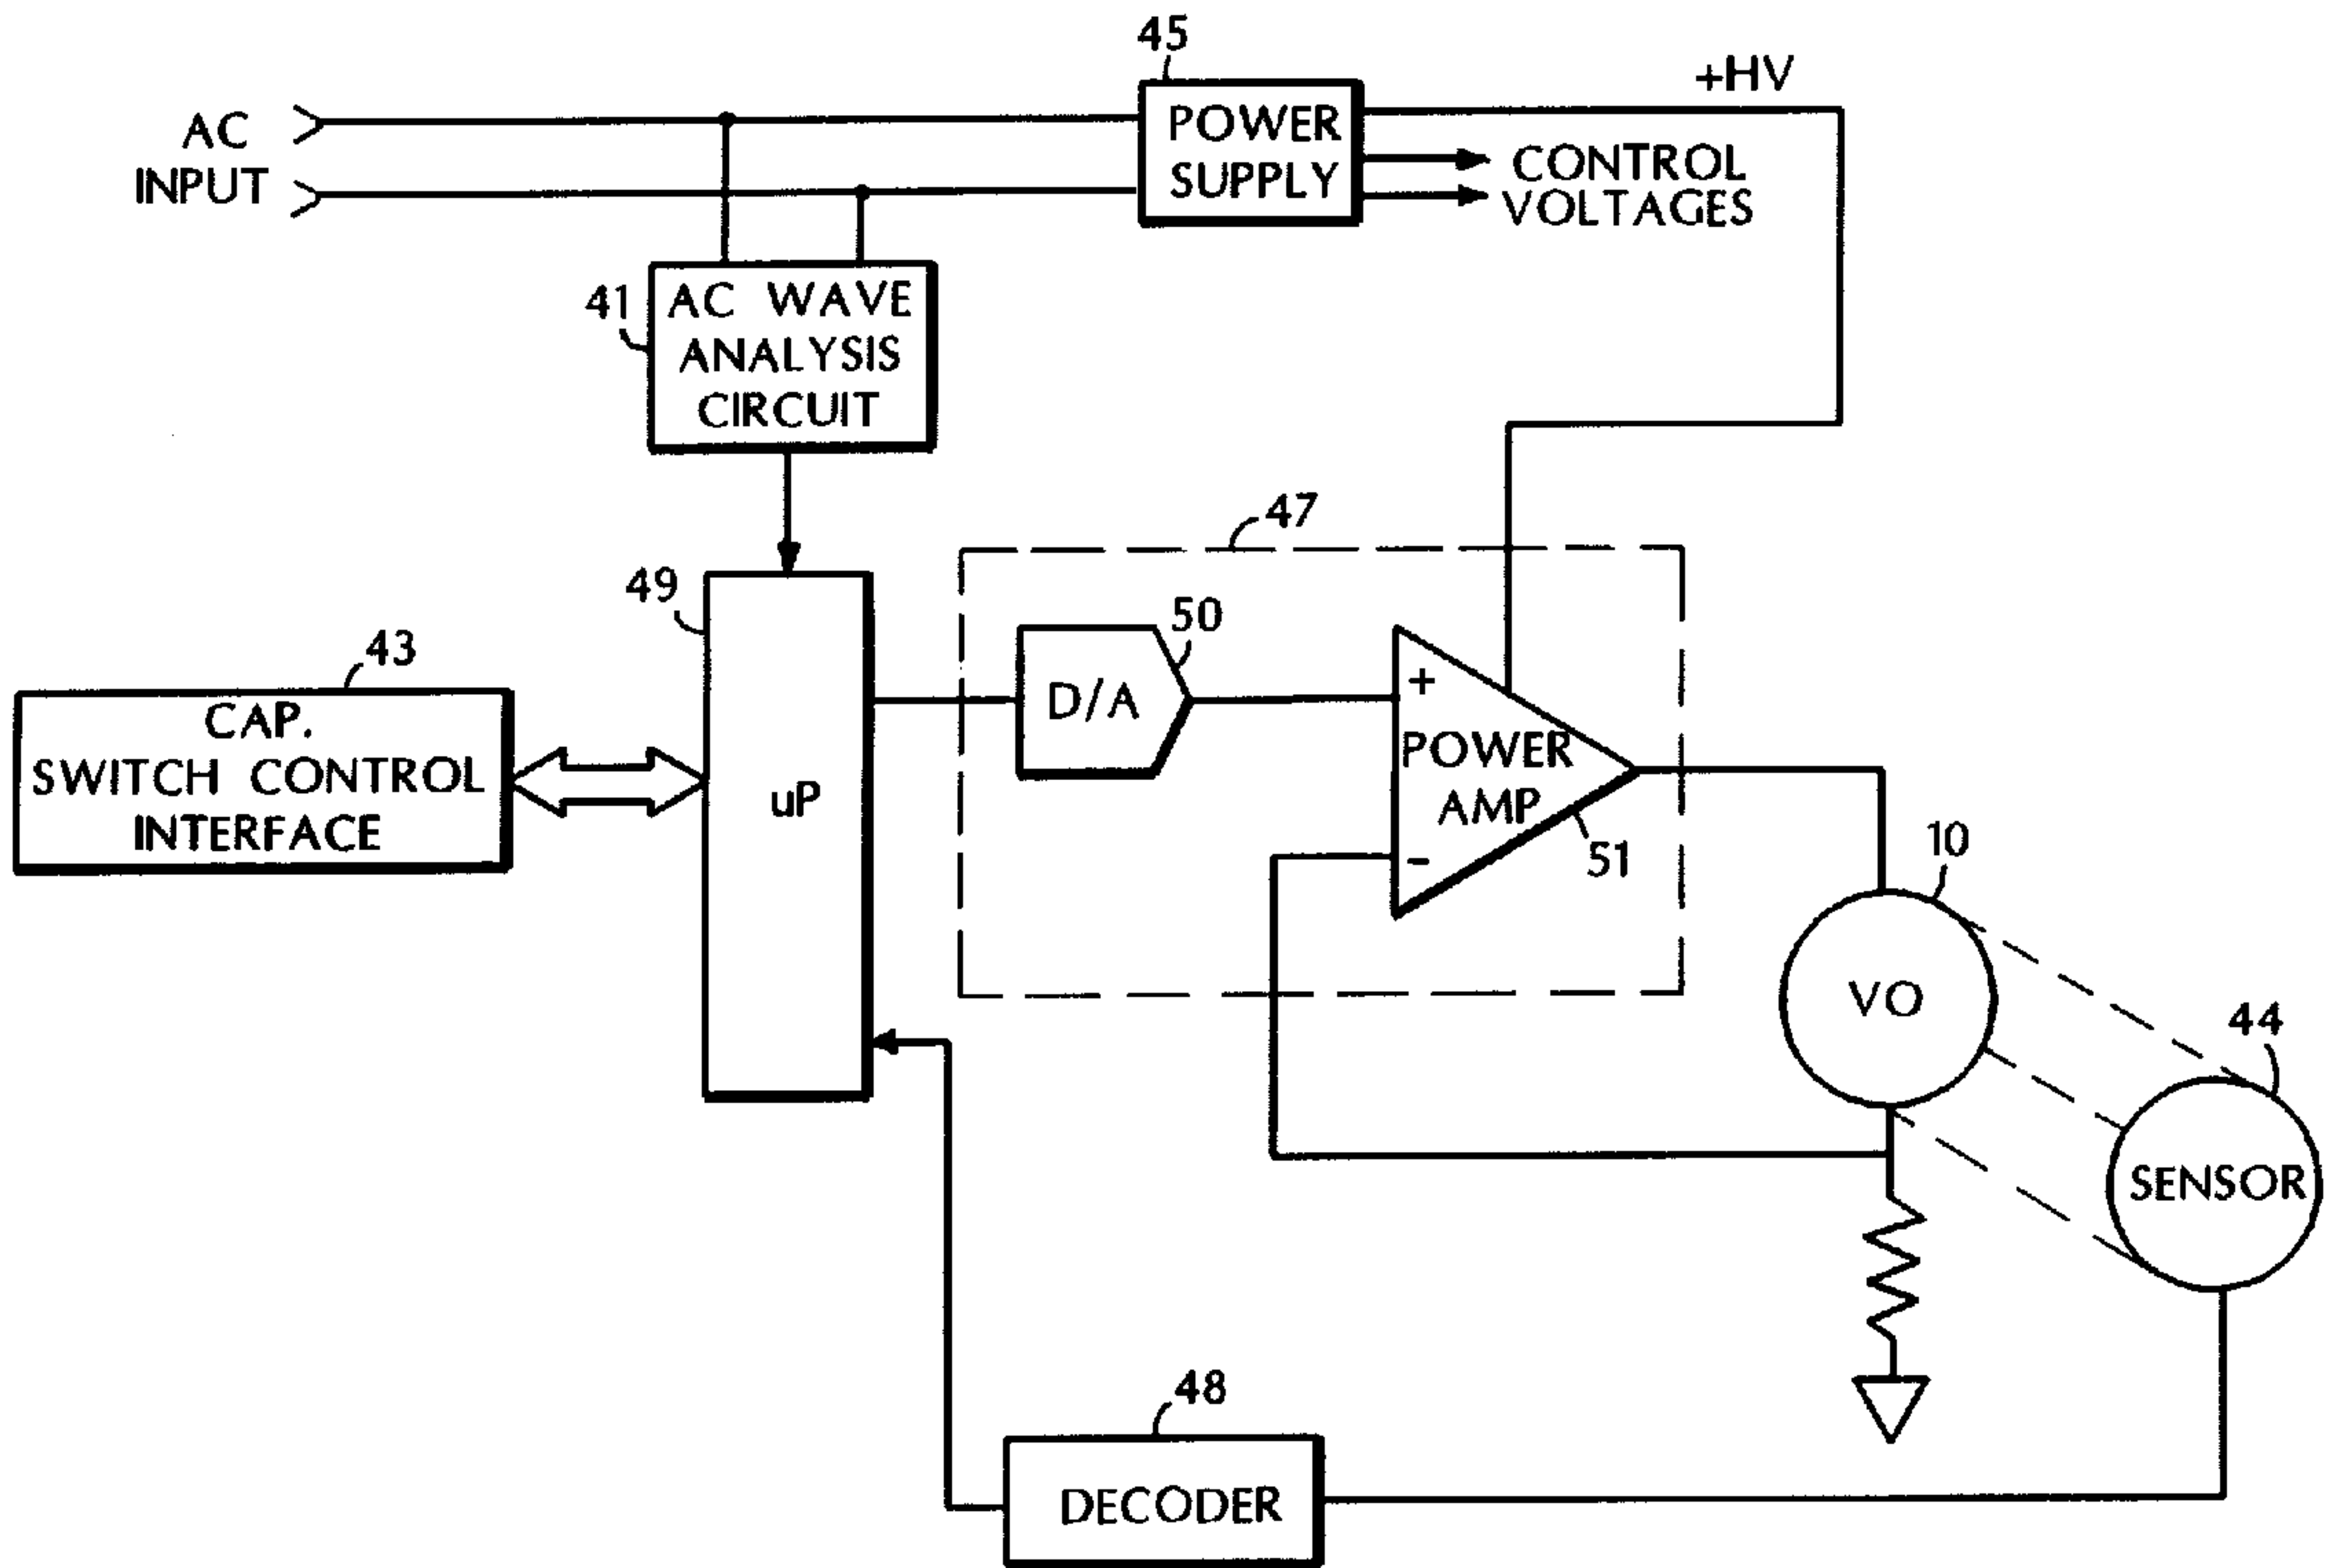 45
+HV
AC
INPUT
POWER
SUPPLY
CONTROL
VOLTAGES
41
AC WAVE
ANALYSIS
CIRCUIT
47
49
50
43
CAP.
SWITCH CONTROL
INTERFACE
uP
D/A
+
POWER
AMP
-
51
10
VO
44
SENSOR
48
DECODER